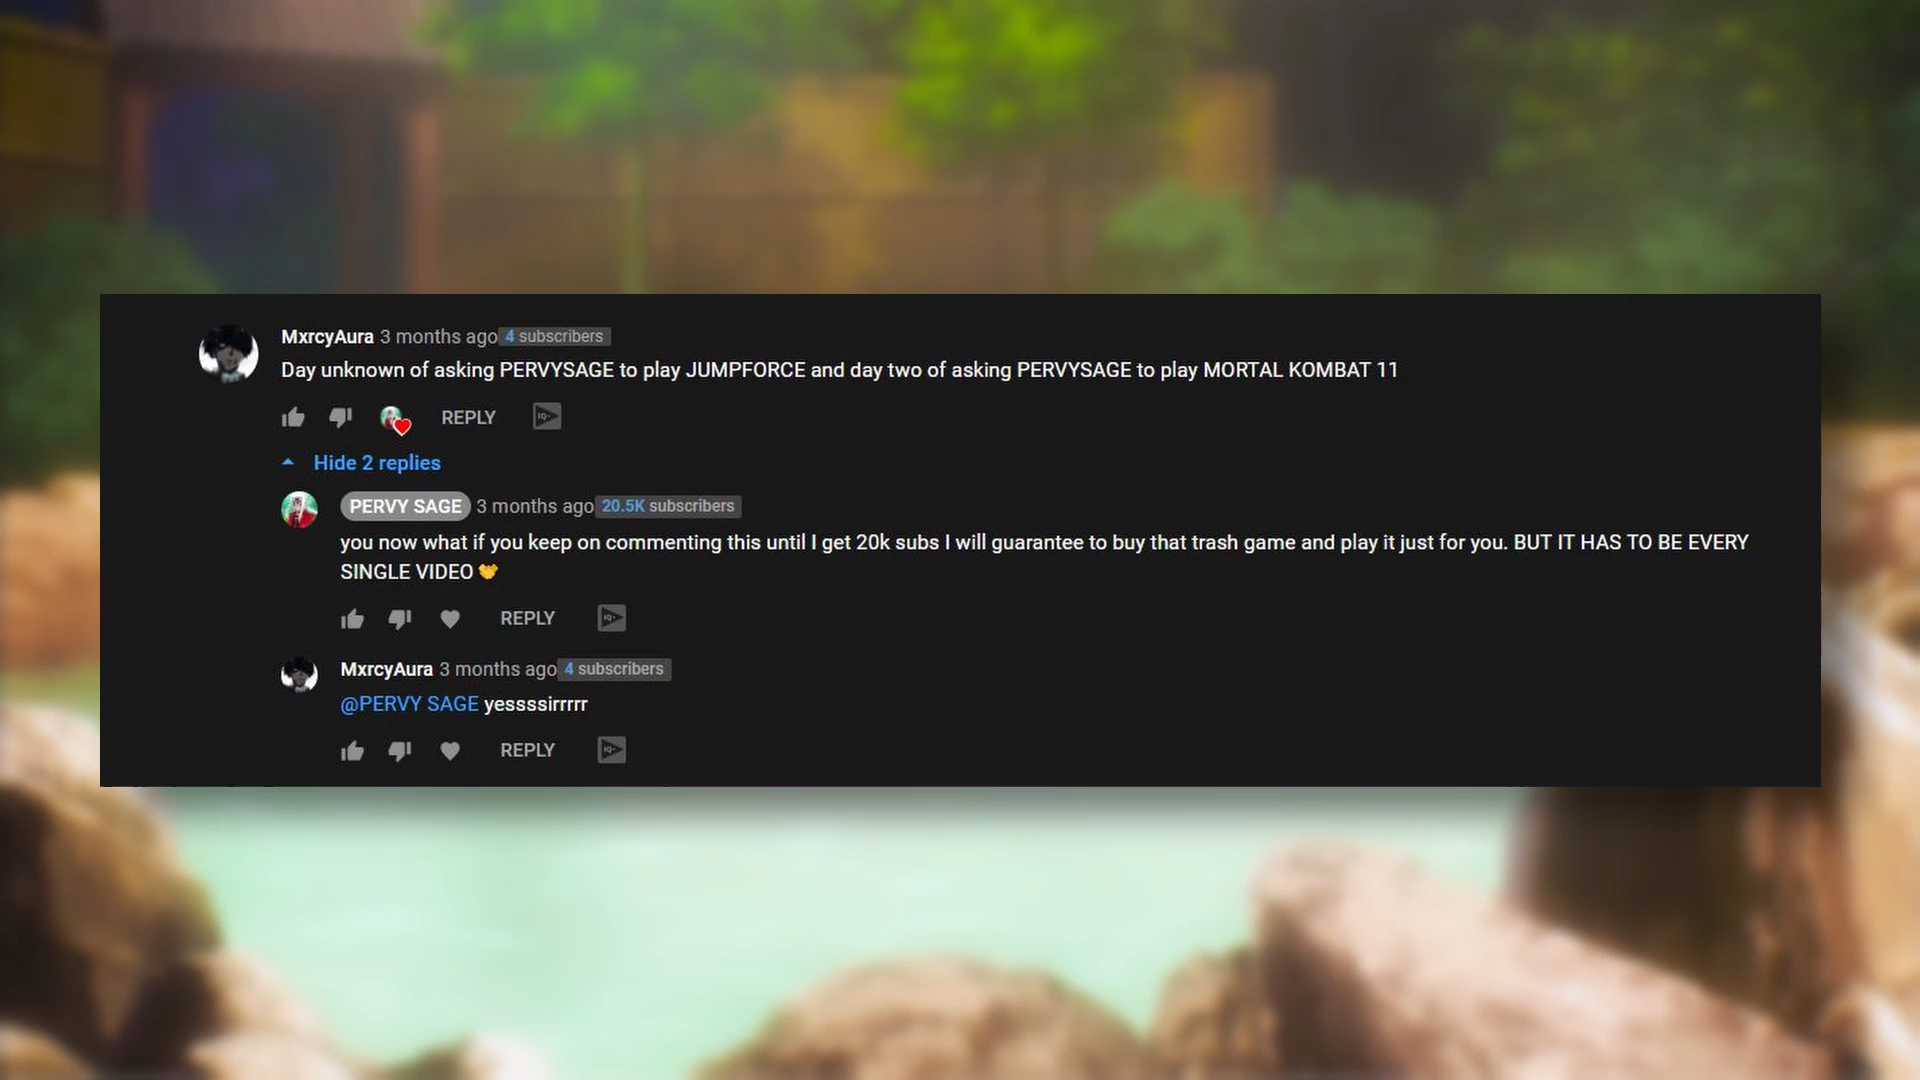 MxrcyAura 3 months ago 4 subscribers
Day unknown of asking PERVYSAGE to play JUMPFORCE and day two of asking PERVYSAGE to play MORTAL KOMBAT 11
REPLY IQ
Hide 2 replies
PERVY SAGE 3 months ago 20.5K subscribers
you now what if you keep on commenting this until I get 20k subs I will guarantee to buy that trash game and play it just for you. BUT IT HAS TO BE EVERY
SINGLE VIDEO
REPLY IQ
MxrcyAura 3 months ago 4 subscribers
@PERVY SAGE yessssirrrrr
REPLY IQ